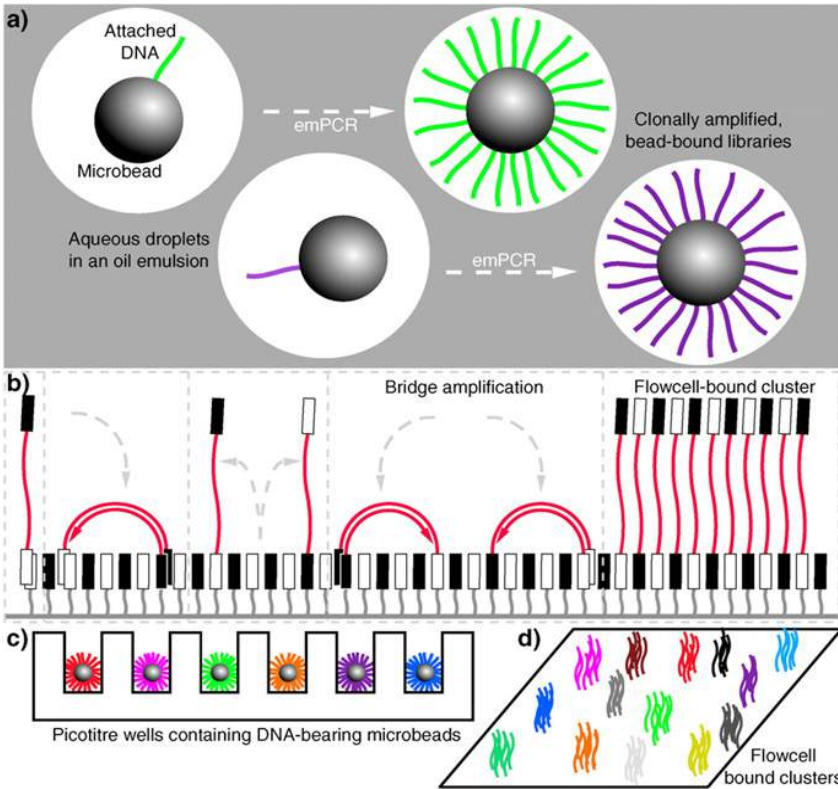 a)
Attached
DNA
Microbead
emPCR
Clonally amplified,
bead-bound libraries
Aqueous droplets
in an oil emulsion
emPCR
b)
Bridge amplification
Flowcell-bound cluster
c)
Picotitre wells containing DNA-bearing microbeads
d)
Flowcell
bound clusters